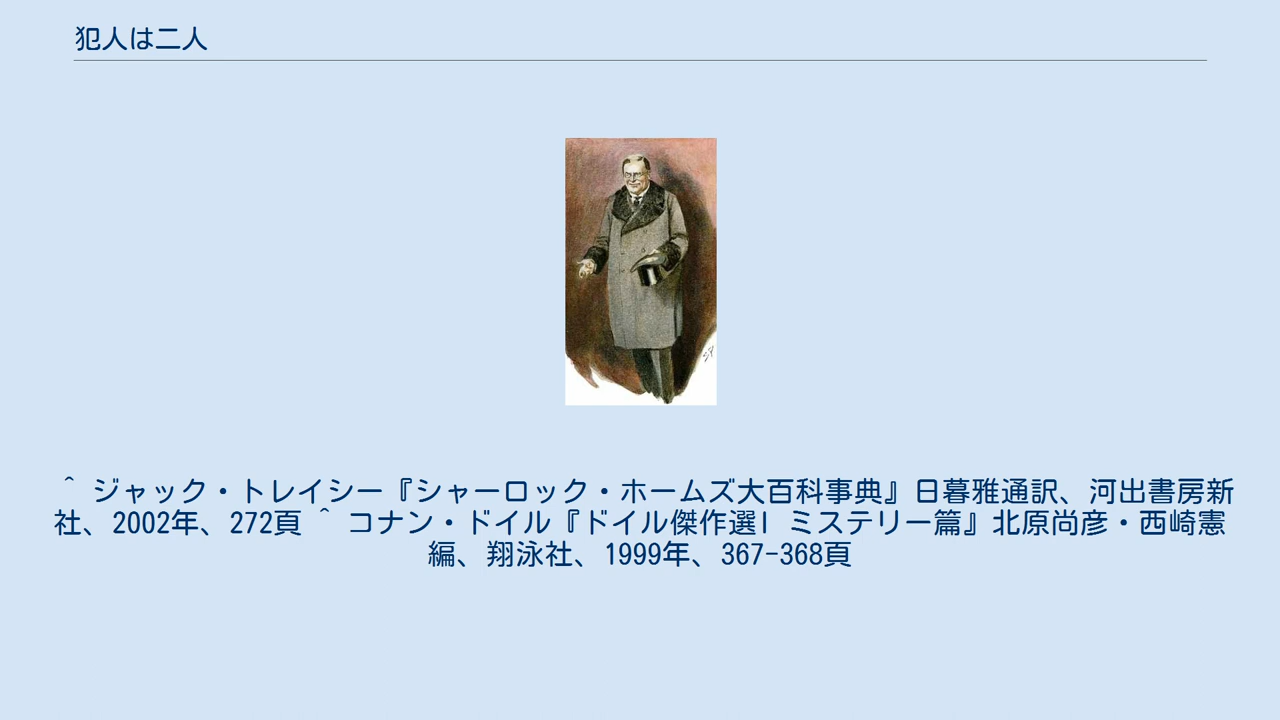 犯人は二人
^ ジャック・トレイシー『シャーロック・ホームズ大百科事典』日暮雅通訳、河出書房新
社、2002年、272頁 ^ コナン・ドイル『ドイル傑作選I ミステリー篇』北原尚彦・西崎憲
編、翔泳社、1999年、367-368頁